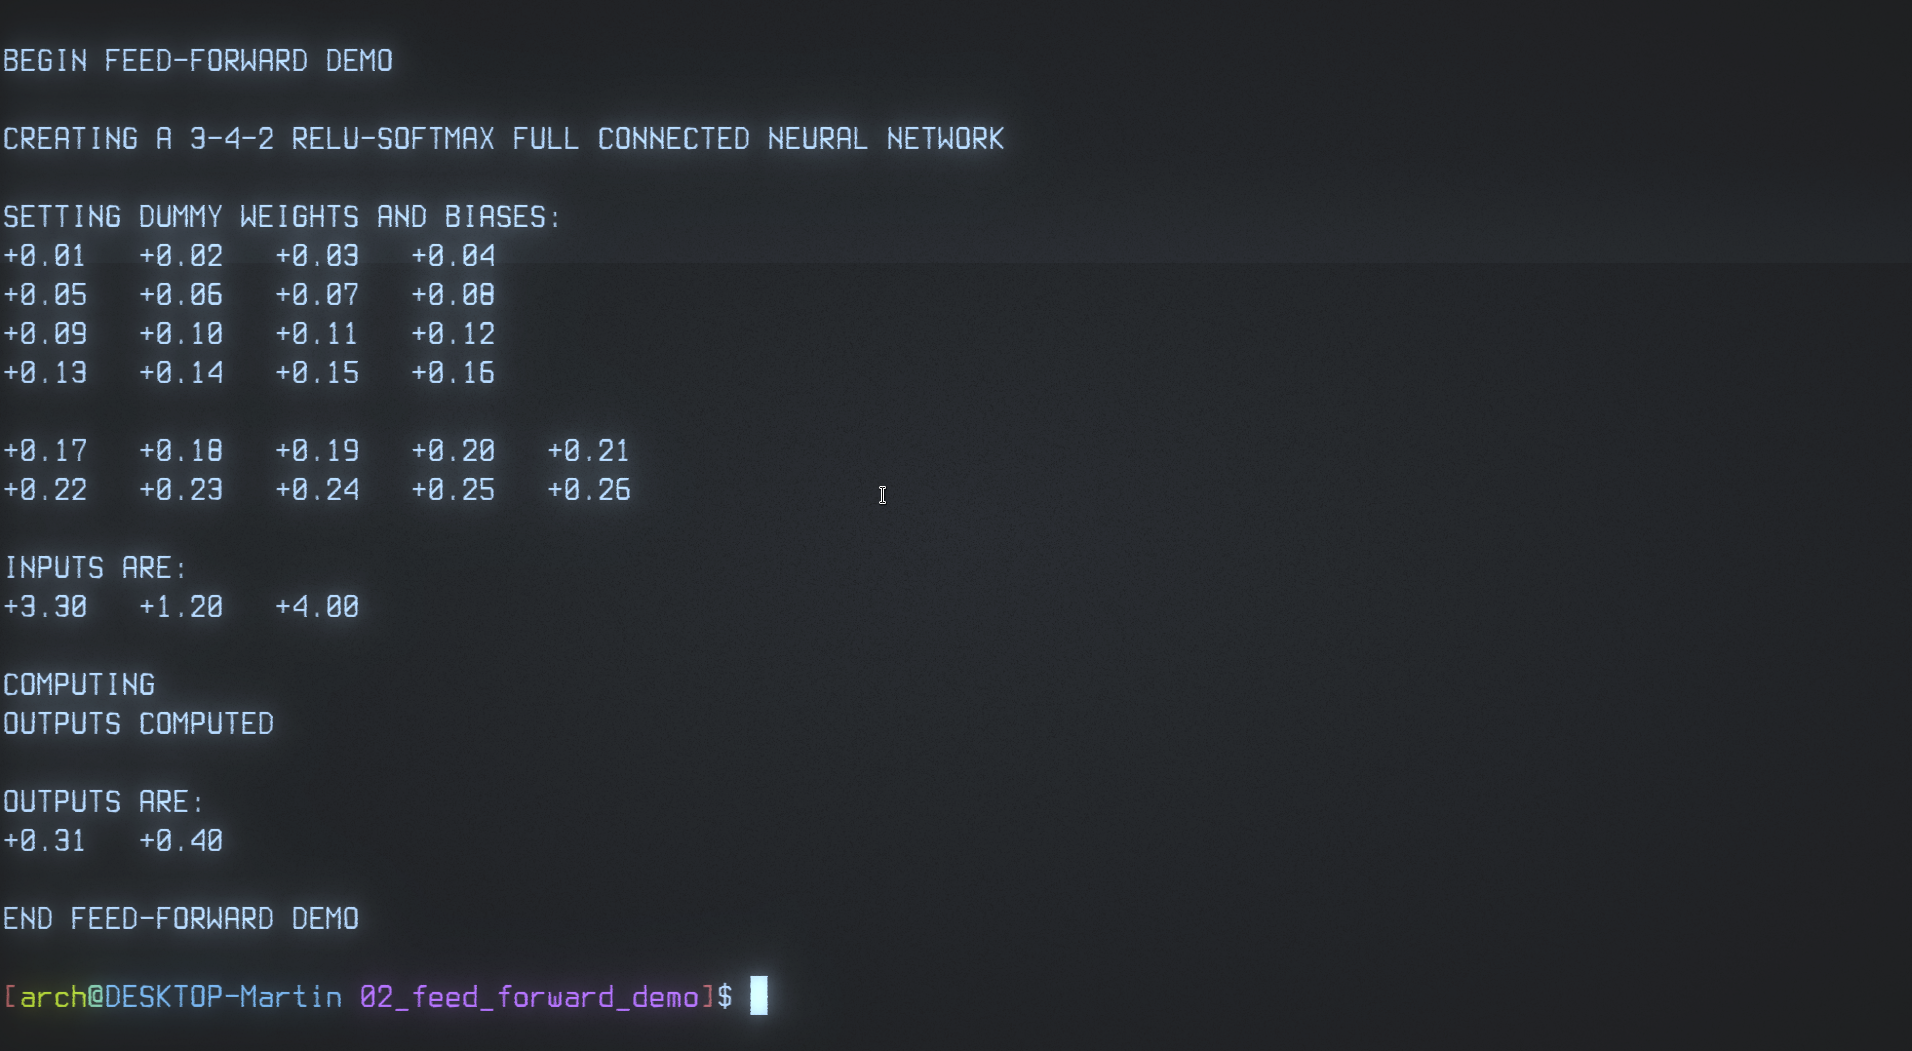 BEGIN FEED-FORWARD DEMO
CREATING A 3-4-2 RELU-SOFTMAX FULL CONNECTED NEURAL NETWORK
SETTING DUMMY WEIGHTS AND BIASES:
+0.01 +0.02 +0.03 +0.04
+0.05 +0.06 +0.07 +0.08
+0.09 +0.10 +0.11 +0.12
+0.13 +0.14 +0.15 +0.16
+0.17 +0.18 +0.19 +0.20 +0.21
+0.22 +0.23 +0.24 +0.25 +0.26
INPUTS ARE:
+3.30 +1.20 +4.00
COMPUTING
OUTPUTS COMPUTED
OUTPUTS ARE:
+0.31 +0.40
END FEED-FORWARD DEMO
[arch@DESKTOP-Martin 02_feed_forward_demo]$